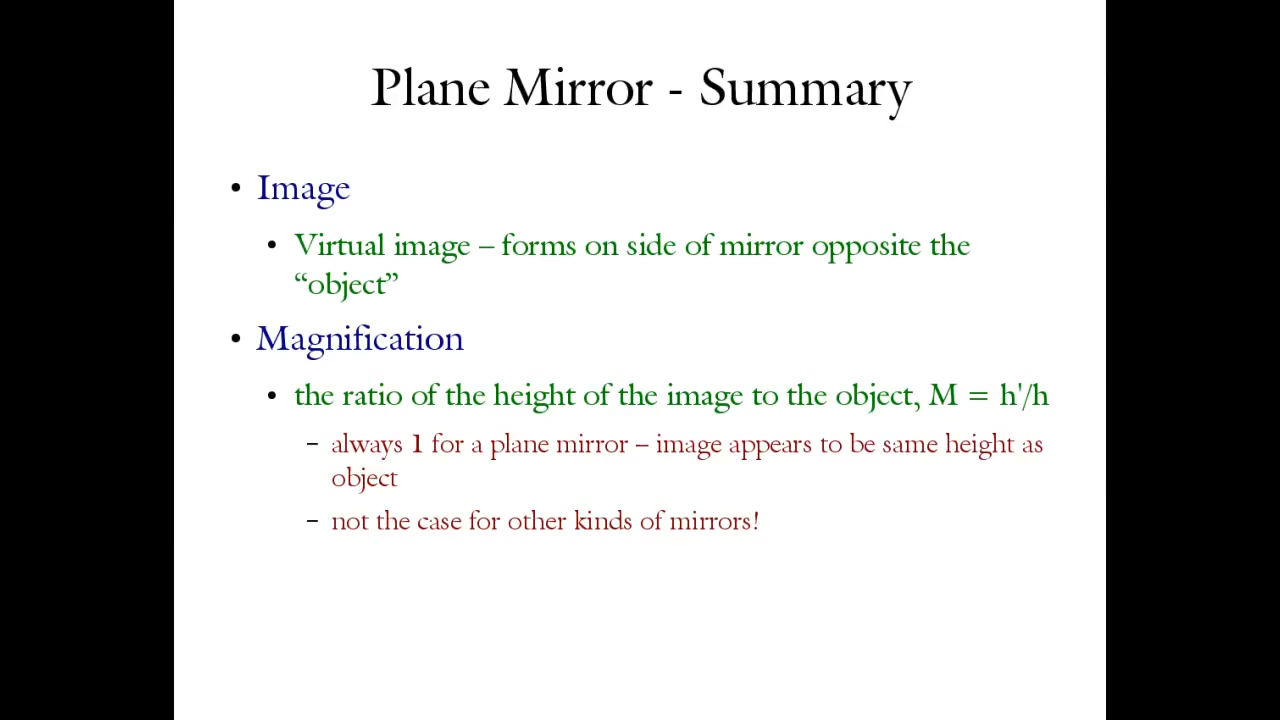 Plane Mirror - Summary
• Image
• Virtual image – forms on side of mirror opposite the
“object”
• Magnification
• the ratio of the height of the image to the object, M = h'/h
– always 1 for a plane mirror – image appears to be same height as
object
– not the case for other kinds of mirrors!